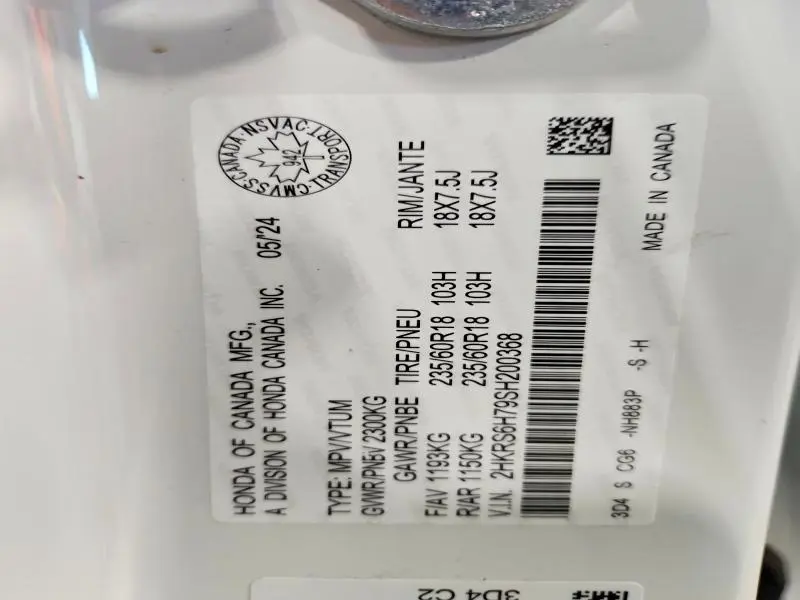 HONDA OF CANADA MFG.,
A DIVISION OF HONDA CANADA INC. 05/24
CMVSS·CANADA·NSVAC·TRANSPORT·
942
TYPE: MPV/VTUM
GVWR/PNBV 2300KG
GAWR/PNBE TIRE/PNEU RIM/JANTE
F/AV 1193KG 235/60R18 103H 18X7.5J
R/AR 1150KG 235/60R18 103H 18X7.5J
V.I.N. 2HKRS6H79SH200368
3D4 S CG6 -NH883P -S -H MADE IN CANADA
3D4 C2